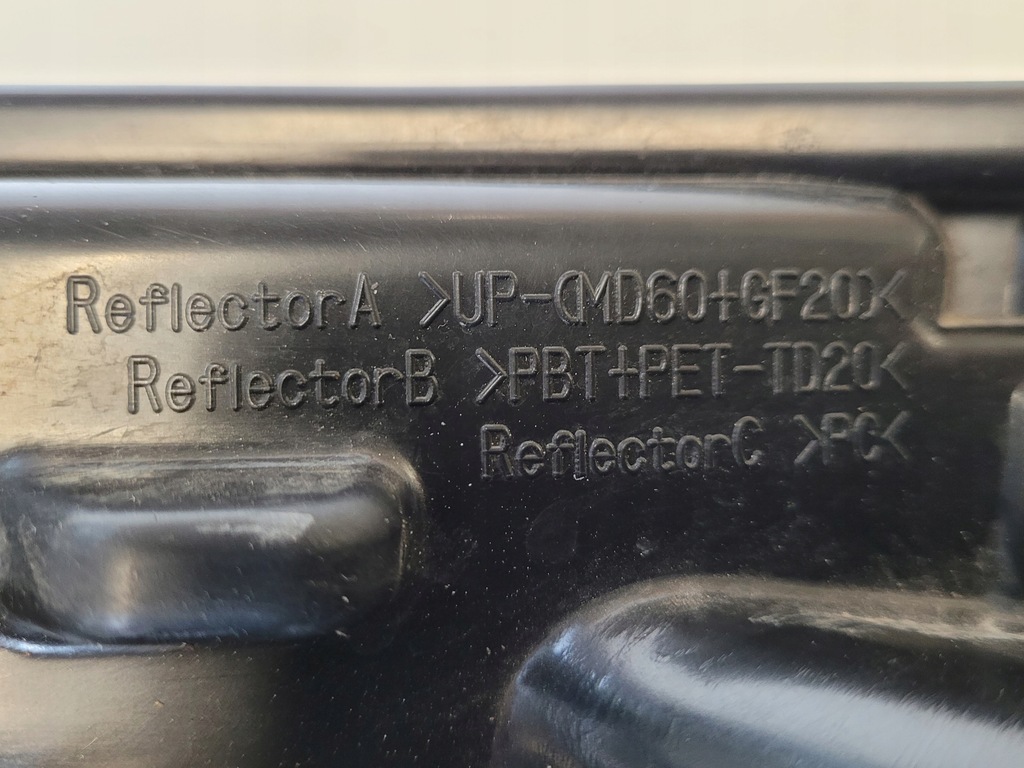 ReflectorA >UP-(MD60+GF20)<
ReflectorB >PBT+PET-TD20<
ReflectorC >PC<